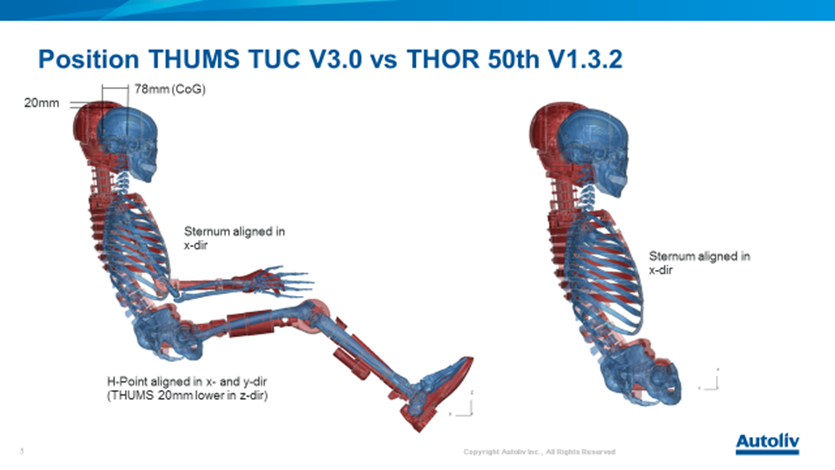 Position THUMS TUC V3.0 vs THOR 50th V1.3.2
78mm (CoG)
20mm
Sternum aligned in
x-dir
Sternum aligned in
x-dir
H-Point aligned in x- and y-dir
(THUMS 20mm lower in z-dir)
5
Copyright Autoliv Inc., All Rights Reserved
Autoliv